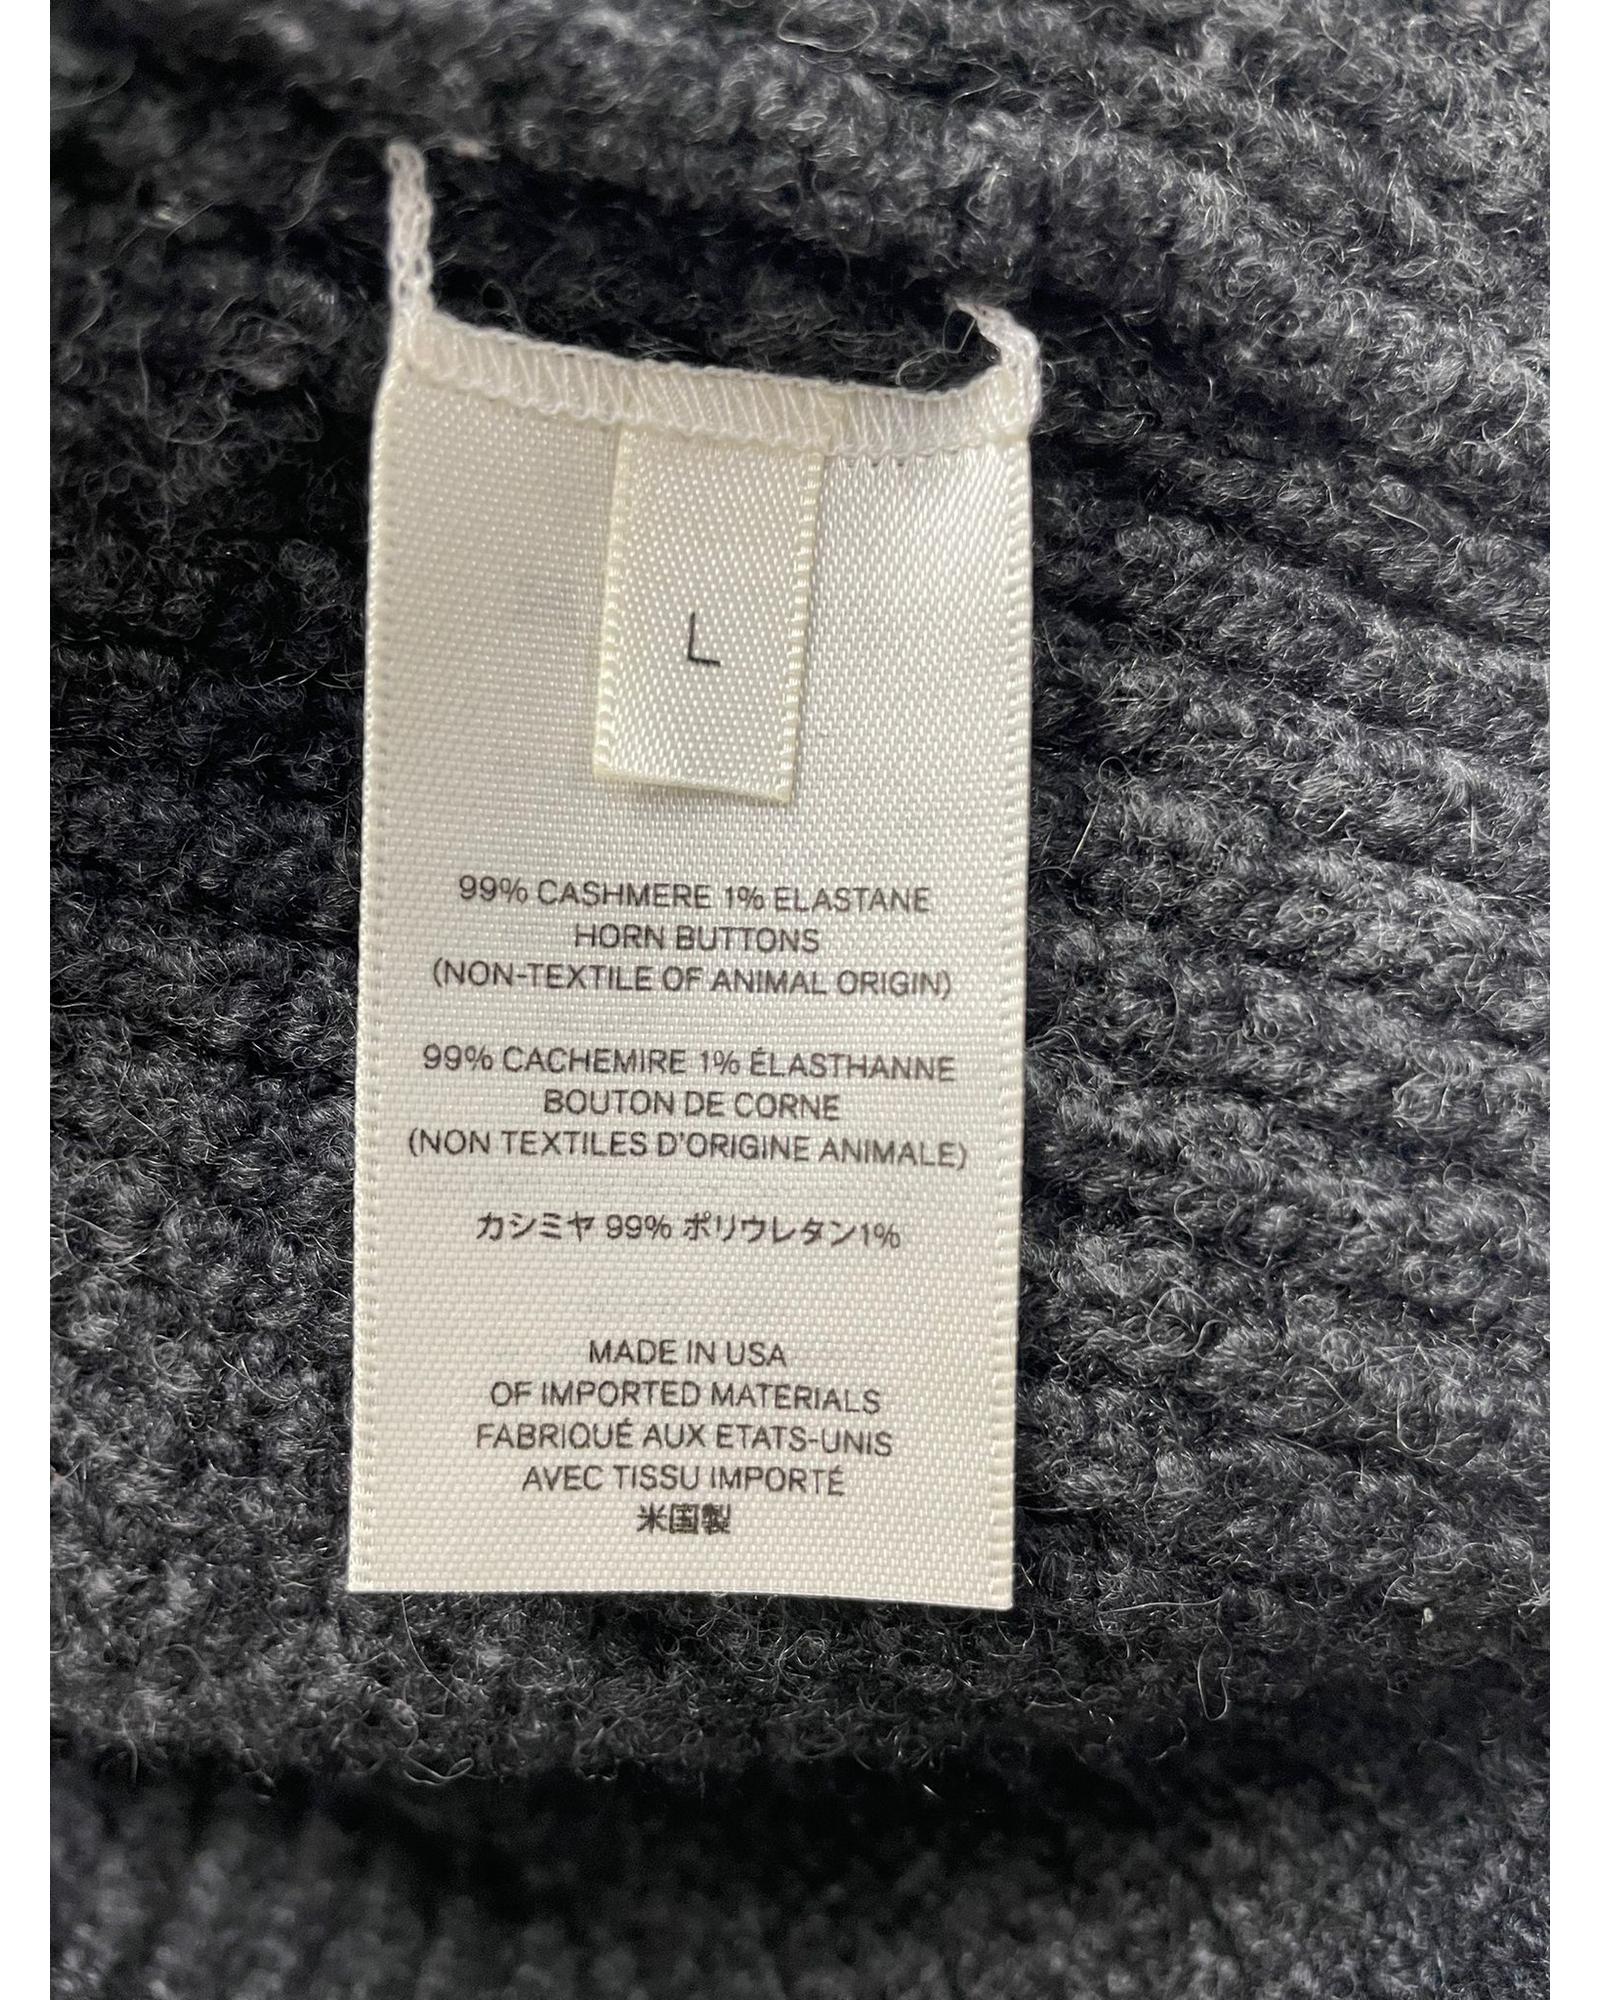 L
99% CASHMERE 1% ELASTANE
HORN BUTTONS
(NON-TEXTILE OF ANIMAL ORIGIN)
99% CACHEMIRE 1% ÉLASTHANNE
BOUTON DE CORNE
(NON TEXTILES D'ORIGINE ANIMALE)
カシミヤ 99% ポリウレタン1%
MADE IN USA
OF IMPORTED MATERIALS
FABRIQUÉ AUX ETATS-UNIS
AVEC TISSU IMPORTÉ
米国製